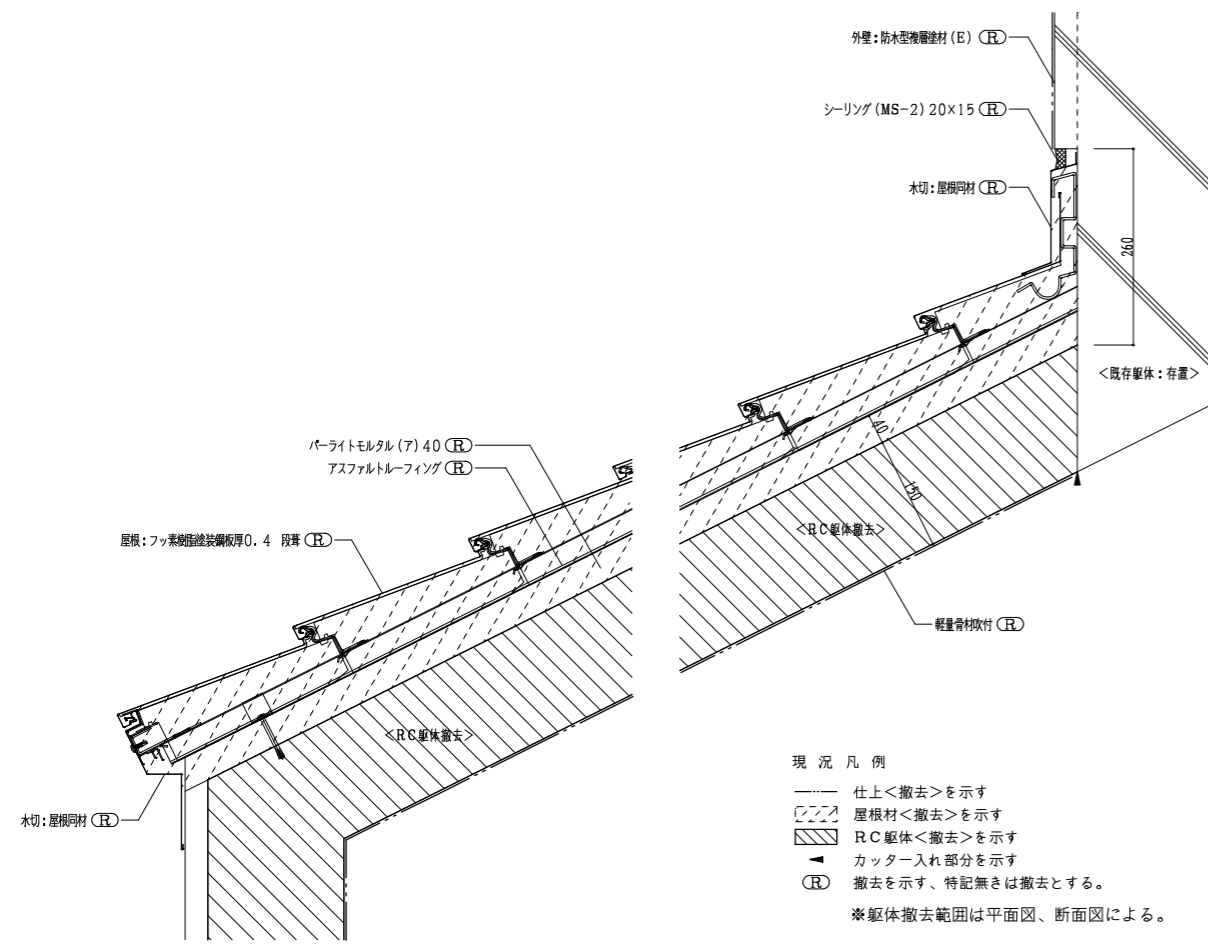 外壁：防水型複層塗材（E） Ⓡ
シーリング（MS-2）20×15 Ⓡ
水切：屋根同材 Ⓡ
260
＜既存躯体：存置＞
パーライトモルタル（ア）40 Ⓡ
アスファルトルーフィング Ⓡ
40
150
屋根：フッ素樹脂塗装鋼板厚0.4 段葺 Ⓡ
＜RC躯体撤去＞
軽量骨材吹付 Ⓡ
＜RC躯体撤去＞
水切：屋根同材 Ⓡ
現 況 凡 例
仕上＜撤去＞を示す
屋根材＜撤去＞を示す
RC躯体＜撤去＞を示す
カッター入れ部分を示す
Ⓡ 撤去を示す、特記無きは撤去とする。
※躯体撤去範囲は平面図、断面図による。